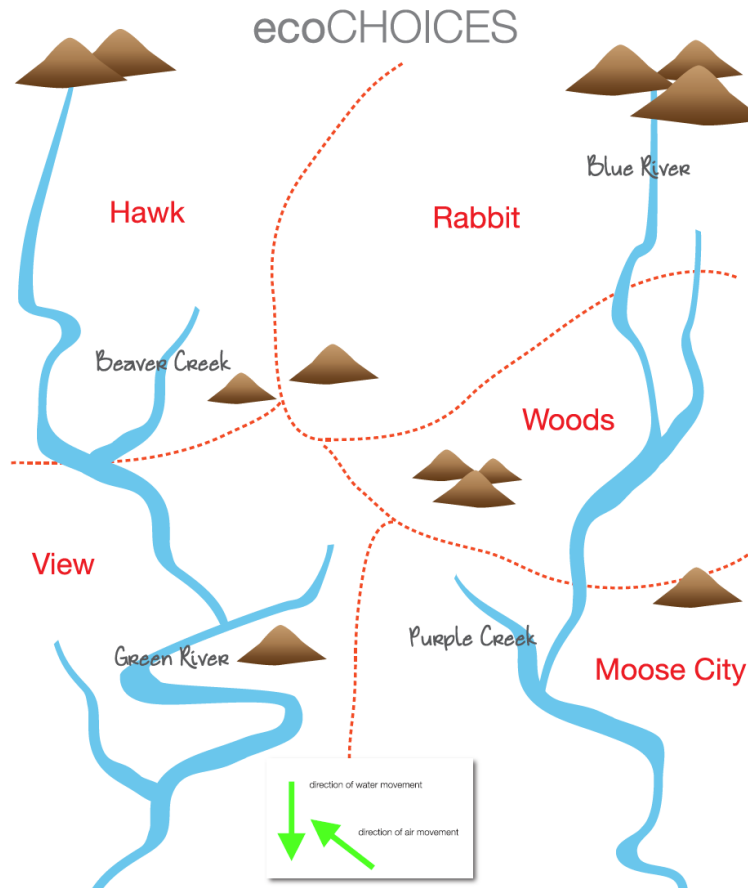 ecoCHOICES
Blue River
Hawk
Rabbit
Beaver Creek
Woods
View
Purple Creek
Green River
Moose City
direction of water movement
direction of air movement